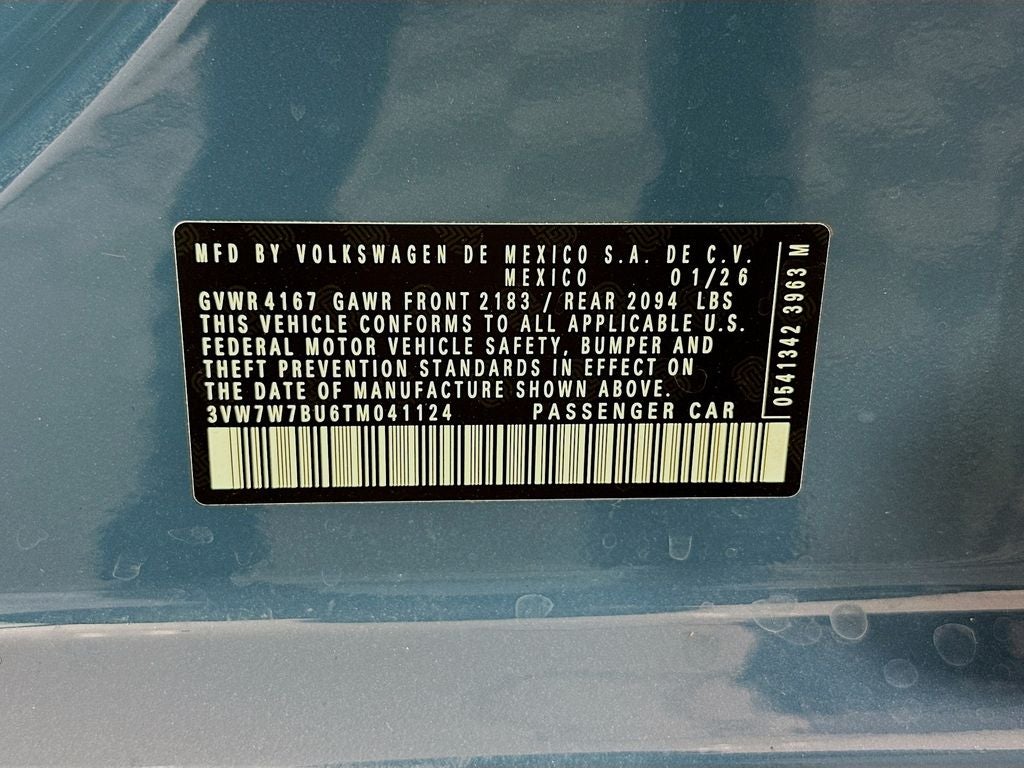 MFD BY VOLKSWAGEN DE MEXICO S.A. DE C.V.
MEXICO 01/26
GVWR 4167 GAWR FRONT 2183 / REAR 2094 LBS
THIS VEHICLE CONFORMS TO ALL APPLICABLE U.S.
FEDERAL MOTOR VEHICLE SAFETY, BUMPER AND
THEFT PREVENTION STANDARDS IN EFFECT ON
THE DATE OF MANUFACTURE SHOWN ABOVE.
3VW7W7BU6TM041124 PASSENGER CAR
0541342 3963 M